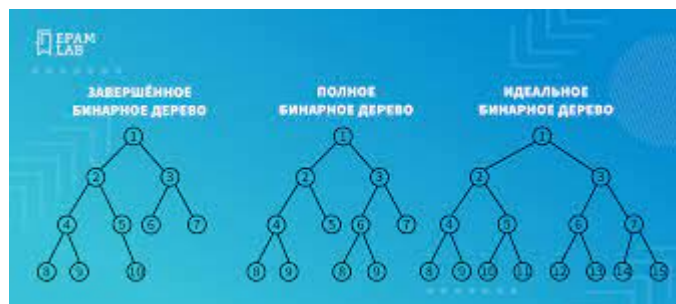 EPAM
LAB
ЗАВЕРШЁННОЕ
БИНАРНОЕ ДЕРЕВО
1
2 3
4 5 6 7
8 9 10
ПОЛНОЕ
БИНАРНОЕ ДЕРЕВО
1
2 3
4 5 6 7
8 9 8 9
ИДЕАЛЬНОЕ
БИНАРНОЕ ДЕРЕВО
1
2 3
4 5 6 7
8 9 10 11 12 13 14 15